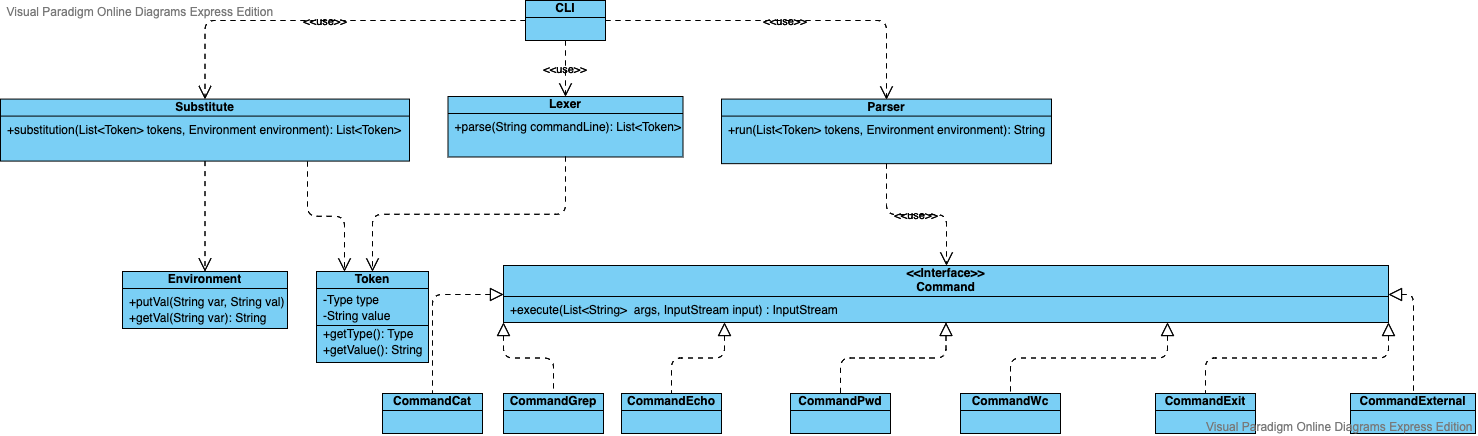 Visual Paradigm Online Diagrams Express Edition
CLI
<<use>>
<<use>>
<<use>>
Substitute
+substitution(List<Token> tokens, Environment environment): List<Token>
Lexer
+parse(String commandLine): List<Token>
Parser
+run(List<Token> tokens, Environment environment): String
<<use>>
Environment
+putVal(String var, String val)
+getVal(String var): String
Token
-Type type
-String value
+getType(): Type
+getValue(): String
<<Interface>>
Command
+execute(List<String> args, InputStream input) : InputStream
CommandCat
CommandGrep
CommandEcho
CommandPwd
CommandWc
CommandExit
CommandExternal
Visual Paradigm Online Diagrams Express Edition